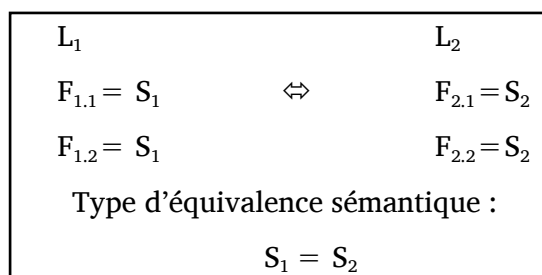 L₁ L₂
F₁.₁ = S₁ ⇔ F₂.₁ = S₂
F₁.₂ = S₁ F₂.₂ = S₂
Type d’équivalence sémantique :
S₁ = S₂